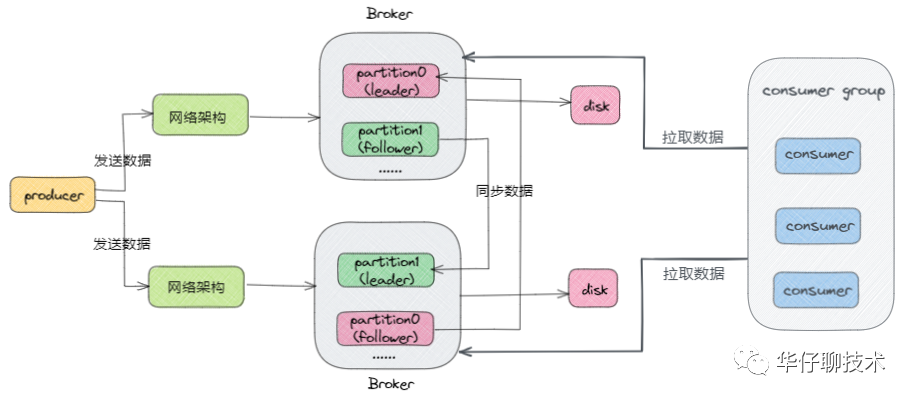 Broker
partition0
(leader)
partition1
(follower)
......
网络架构
发送数据
producer
发送数据
网络架构
同步数据
disk
拉取数据
consumer group
consumer
consumer
consumer
partition1
(leader)
partition0
(follower)
......
Broker
disk
拉取数据
华仔聊技术